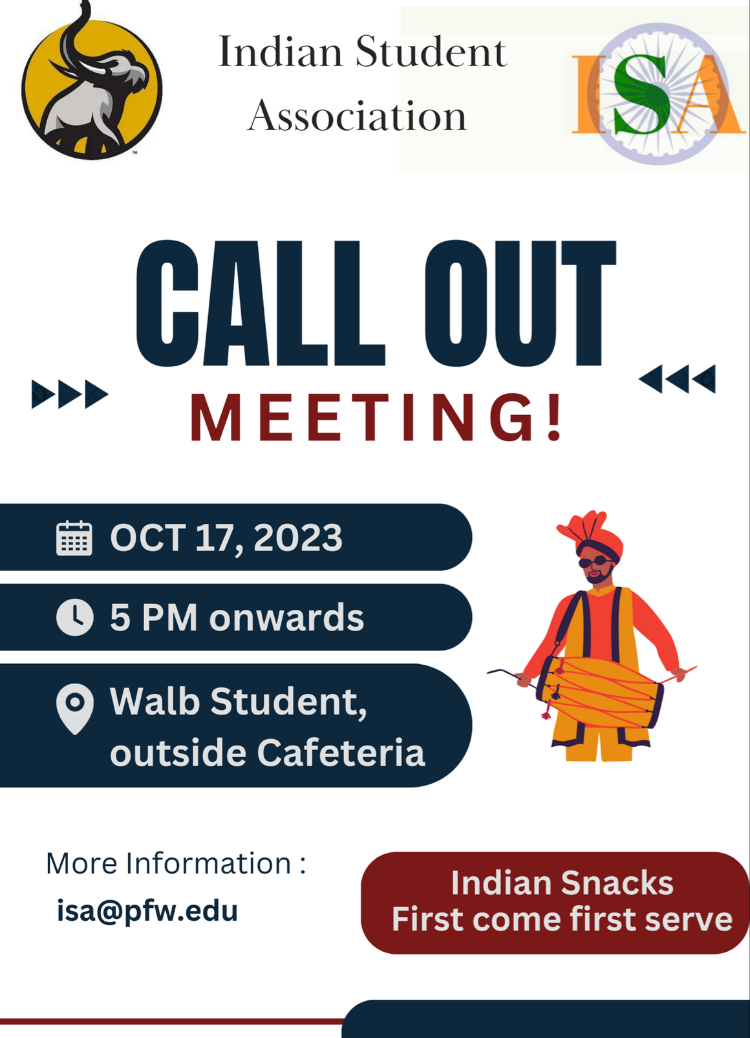 Indian Student
Association
ISA
CALL OUT
MEETING!
OCT 17, 2023
5 PM onwards
Walb Student,
outside Cafeteria
More Information :
isa@pfw.edu
Indian Snacks
First come first serve